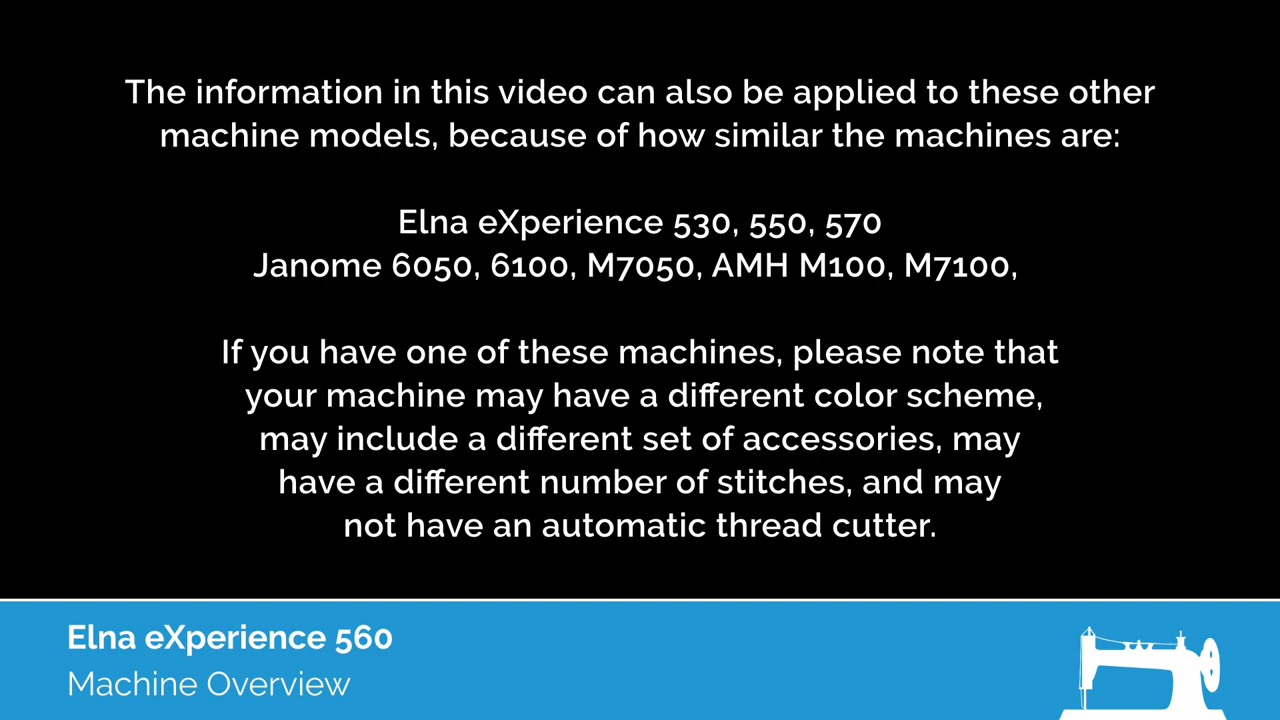 The information in this video can also be applied to these other
machine models, because of how similar the machines are:
Elna eXperience 530, 550, 570
Janome 6050, 6100, M7050, AMH M100, M7100,
If you have one of these machines, please note that
your machine may have a different color scheme,
may include a different set of accessories, may
have a different number of stitches, and may
not have an automatic thread cutter.
Elna eXperience 560
Machine Overview